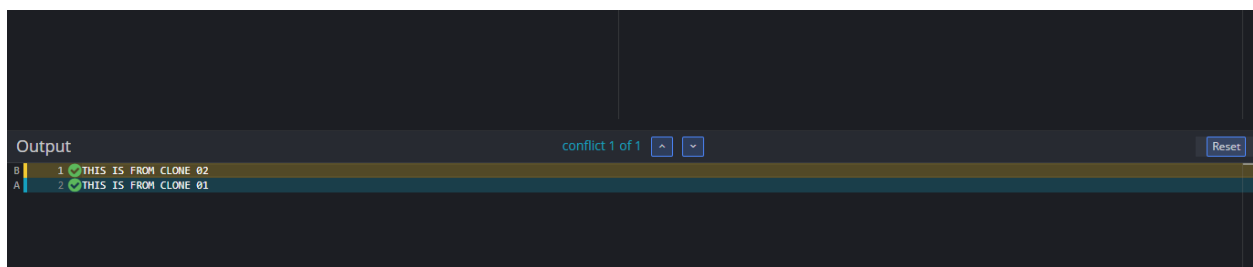 Output conflict 1 of 1 Reset
B 1 THIS IS FROM CLONE 02
A 2 THIS IS FROM CLONE 01